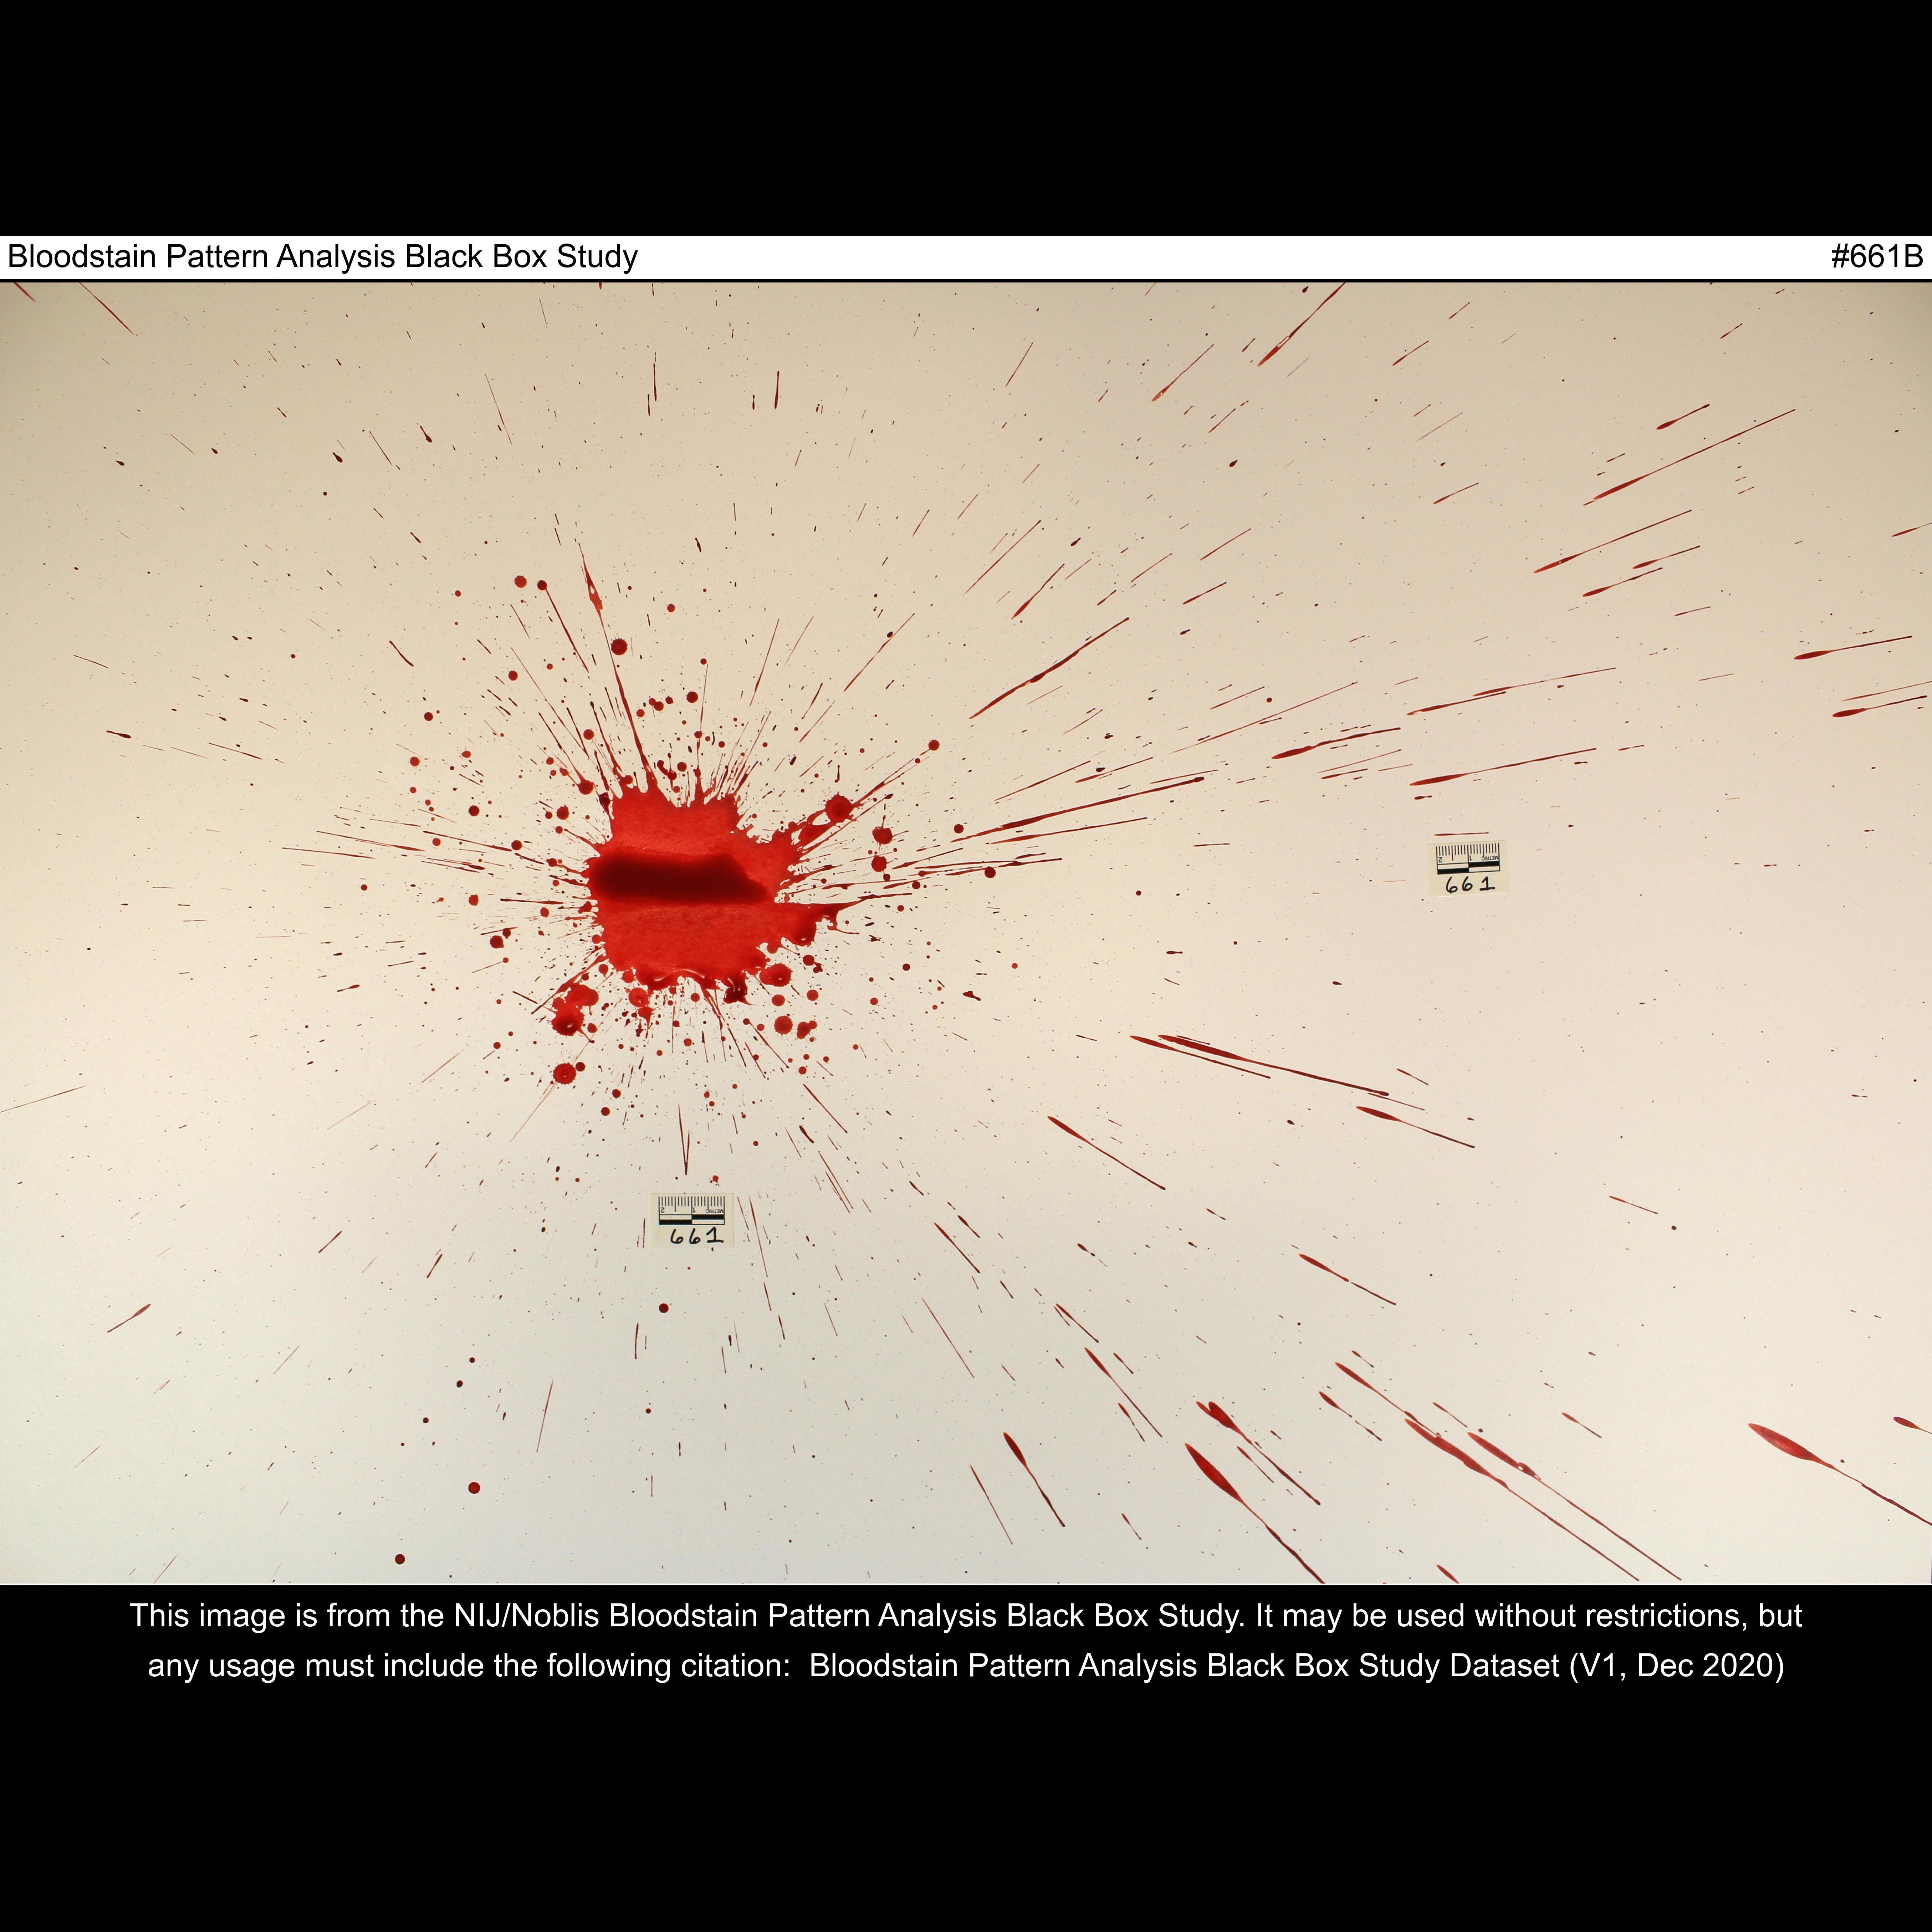 Bloodstain Pattern Analysis Black Box Study #661B
2 1 METRIC
661
2 1 METRIC
661
This image is from the NIJ/Noblis Bloodstain Pattern Analysis Black Box Study. It may be used without restrictions, but
any usage must include the following citation: Bloodstain Pattern Analysis Black Box Study Dataset (V1, Dec 2020)